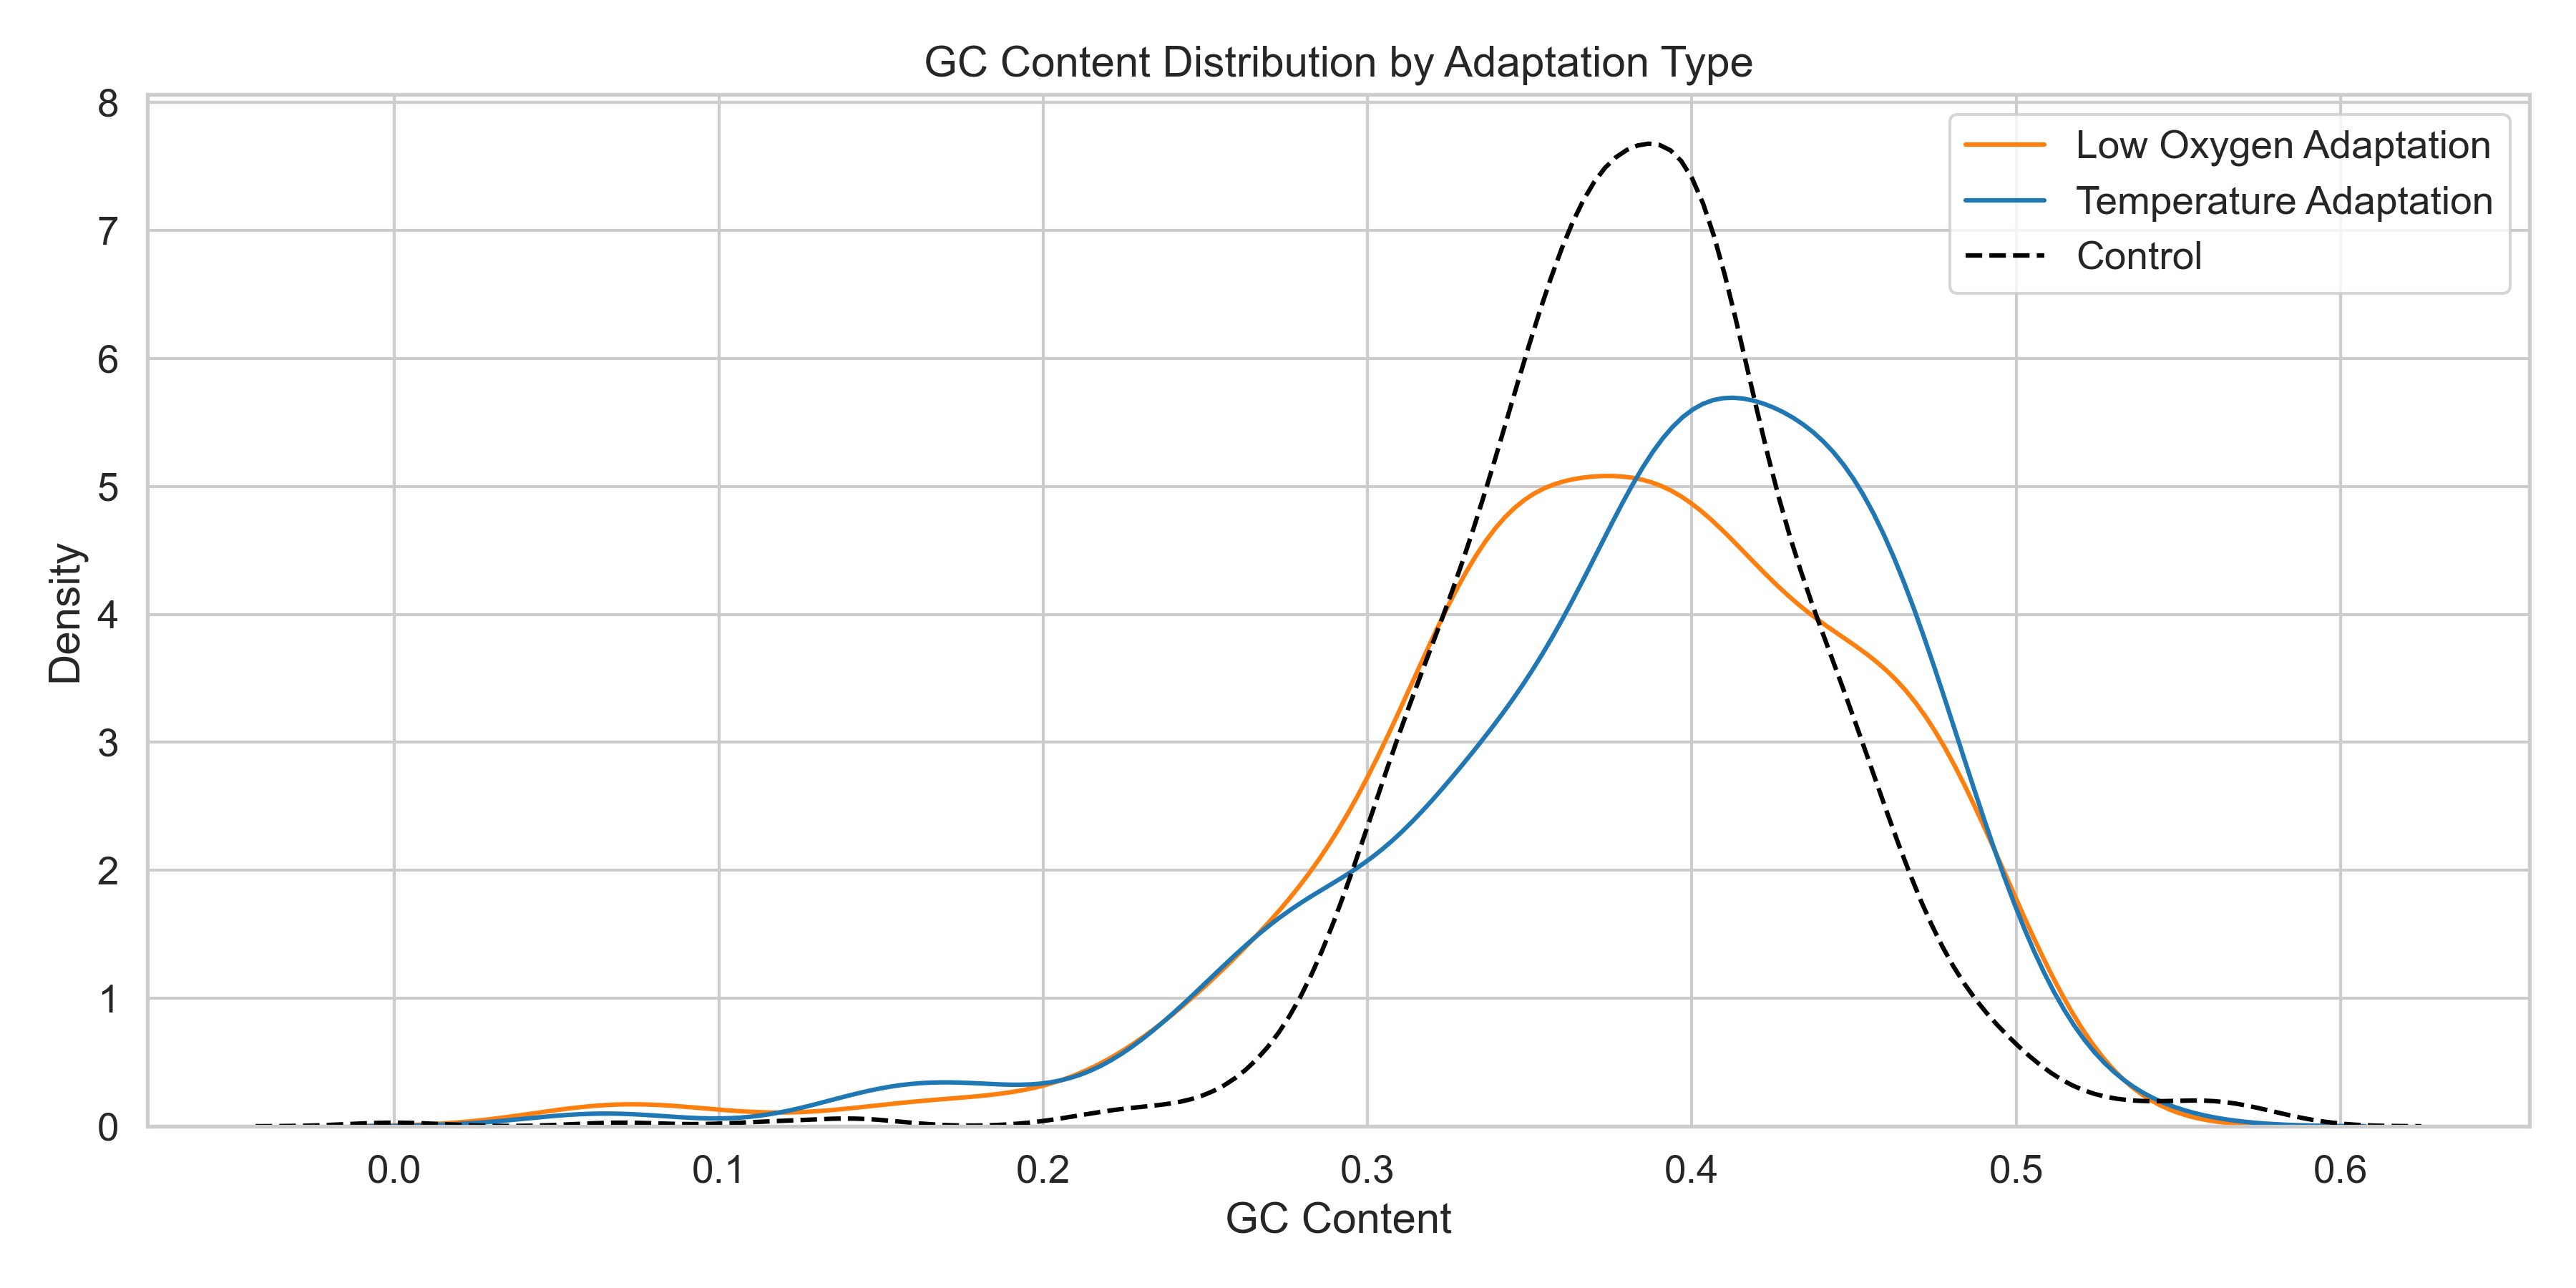 GC Content Distribution by Adaptation Type
8
7
6
5
4
3
2
1
0
Density
Low Oxygen Adaptation
Temperature Adaptation
Control
0.0 0.1 0.2 0.3 0.4 0.5 0.6
GC Content